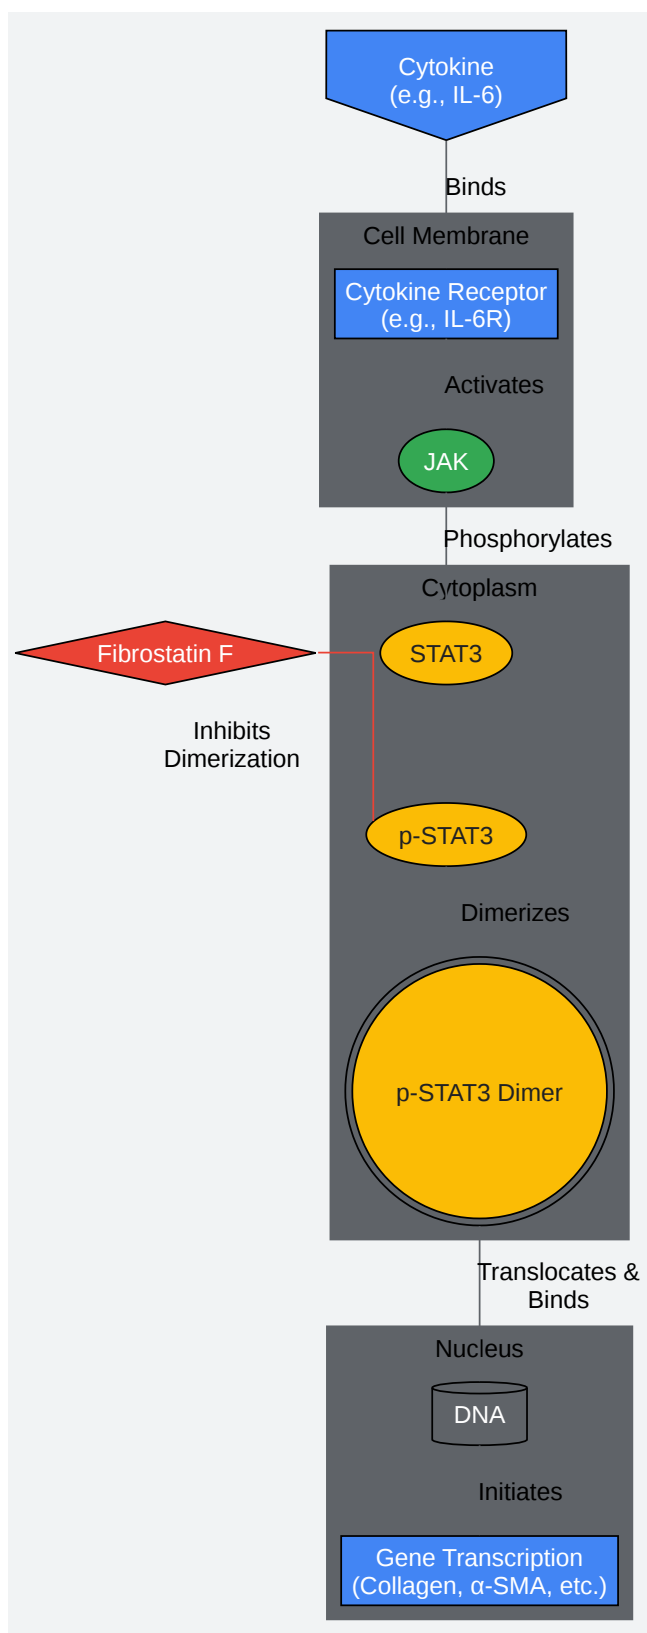 Cytokine
(e.g., IL-6)
Binds
Cell Membrane
Cytokine Receptor
(e.g., IL-6R)
Activates
JAK
Phosphorylates
Cytoplasm
Fibrostatin F
STAT3
Inhibits
Dimerization
p-STAT3
Dimerizes
p-STAT3 Dimer
Translocates &
Binds
Nucleus
DNA
Initiates
Gene Transcription
(Collagen, α-SMA, etc.)